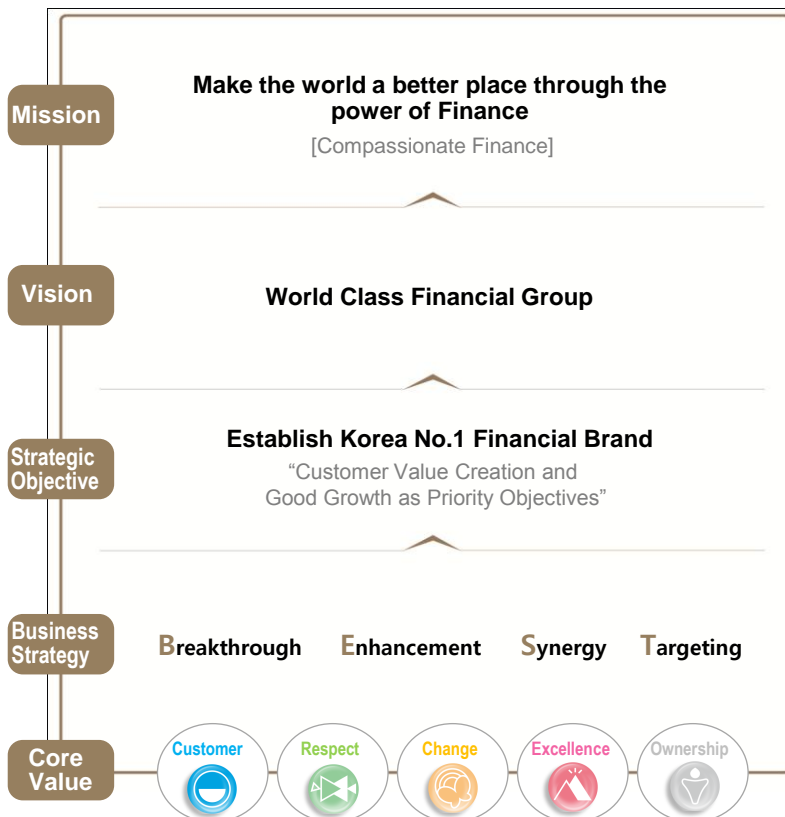 Mission
Make the world a better place through the
power of Finance
[Compassionate Finance]
Vision
World Class Financial Group
Strategic
Objective
Establish Korea No.1 Financial Brand
“Customer Value Creation and
Good Growth as Priority Objectives”
Business
Strategy
Breakthrough Enhancement Synergy Targeting
Core
Value
Customer Respect Change Excellence Ownership